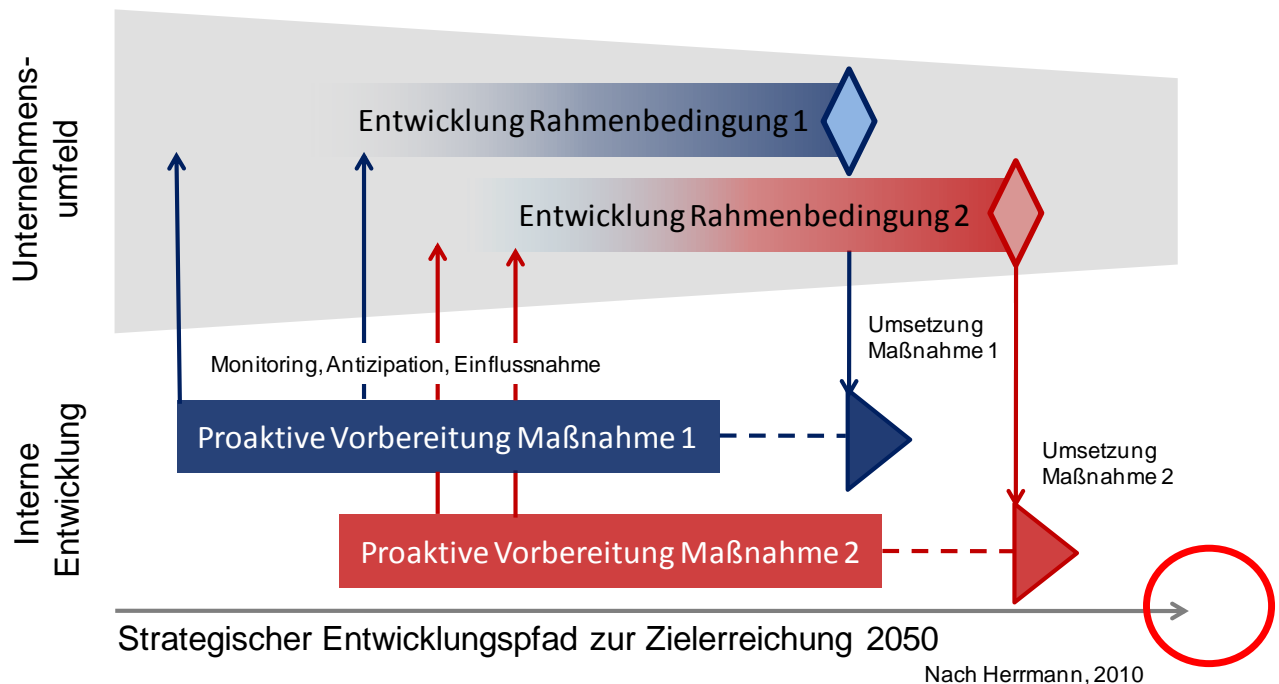 Unternehmens-
umfeld
Entwicklung Rahmenbedingung 1
Entwicklung Rahmenbedingung 2
Umsetzung
Maßnahme 1
Monitoring, Antizipation, Einflussnahme
Interne
Entwicklung
Proaktive Vorbereitung Maßnahme 1
Umsetzung
Maßnahme 2
Proaktive Vorbereitung Maßnahme 2
Strategischer Entwicklungspfad zur Zielerreichung 2050
Nach Herrmann, 2010